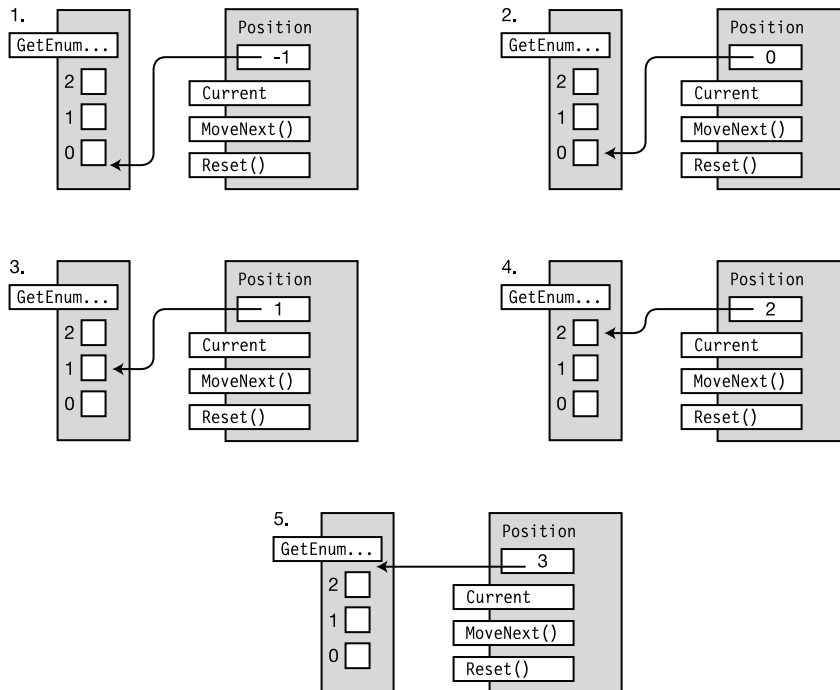 1.
GetEnum...
2
1
0
Position
-1
Current
MoveNext()
Reset()
2.
GetEnum...
2
1
0
Position
0
Current
MoveNext()
Reset()
3.
GetEnum...
2
1
0
Position
1
Current
MoveNext()
Reset()
4.
GetEnum...
2
1
0
Position
2
Current
MoveNext()
Reset()
5.
GetEnum...
2
1
0
Position
3
Current
MoveNext()
Reset()